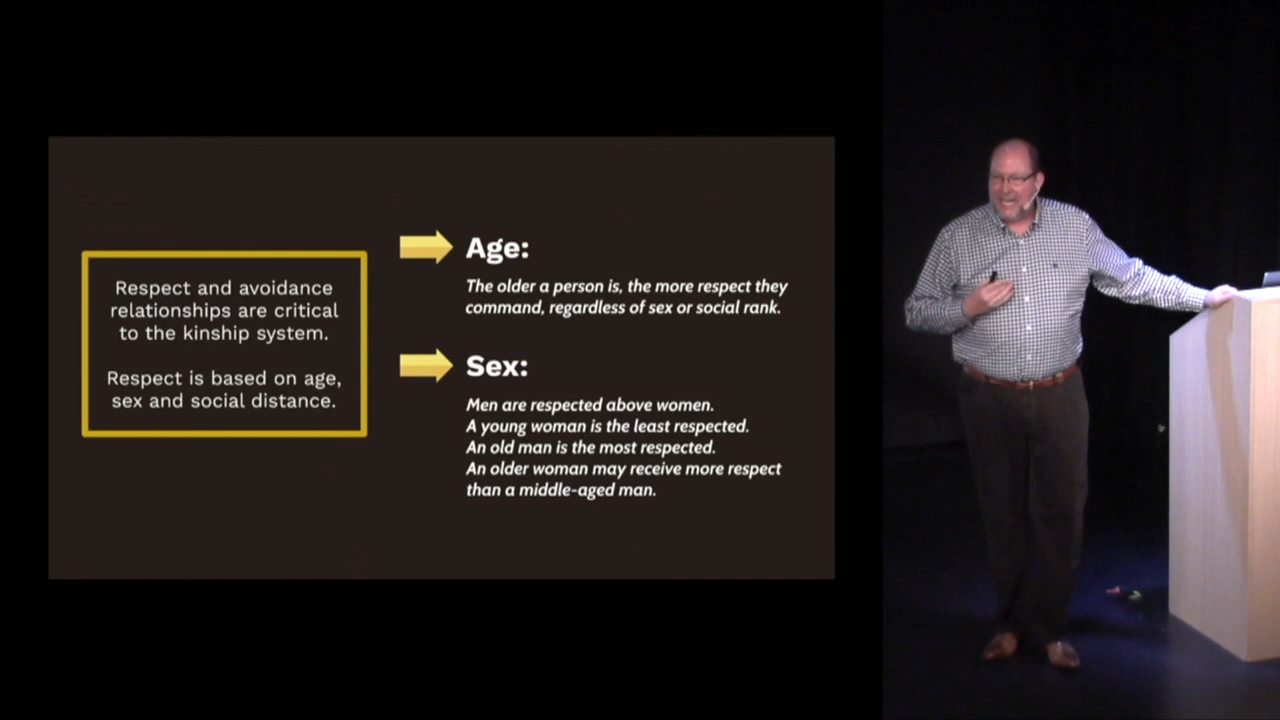 Respect and avoidance
relationships are critical
to the kinship system.
Respect is based on age,
sex and social distance.
Age:
The older a person is, the more respect they
command, regardless of sex or social rank.
Sex:
Men are respected above women.
A young woman is the least respected.
An old man is the most respected.
An older woman may receive more respect
than a middle-aged man.